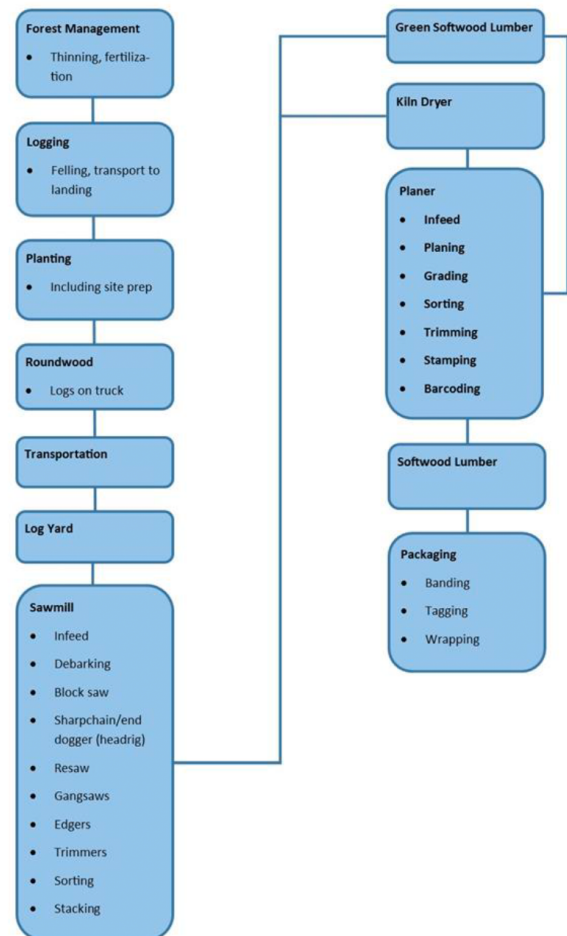 Forest Management
• Thinning, fertiliza-
tion
Logging
• Felling, transport to
landing
Planting
• Including site prep
Roundwood
• Logs on truck
Transportation
Log Yard
Sawmill
• Infeed
• Debarking
• Block saw
• Sharpchain/end
dogger (headrig)
• Resaw
• Gangsaws
• Edgers
• Trimmers
• Sorting
• Stacking
Green Softwood Lumber
Kiln Dryer
Planer
• Infeed
• Planing
• Grading
• Sorting
• Trimming
• Stamping
• Barcoding
Softwood Lumber
Packaging
• Banding
• Tagging
• Wrapping